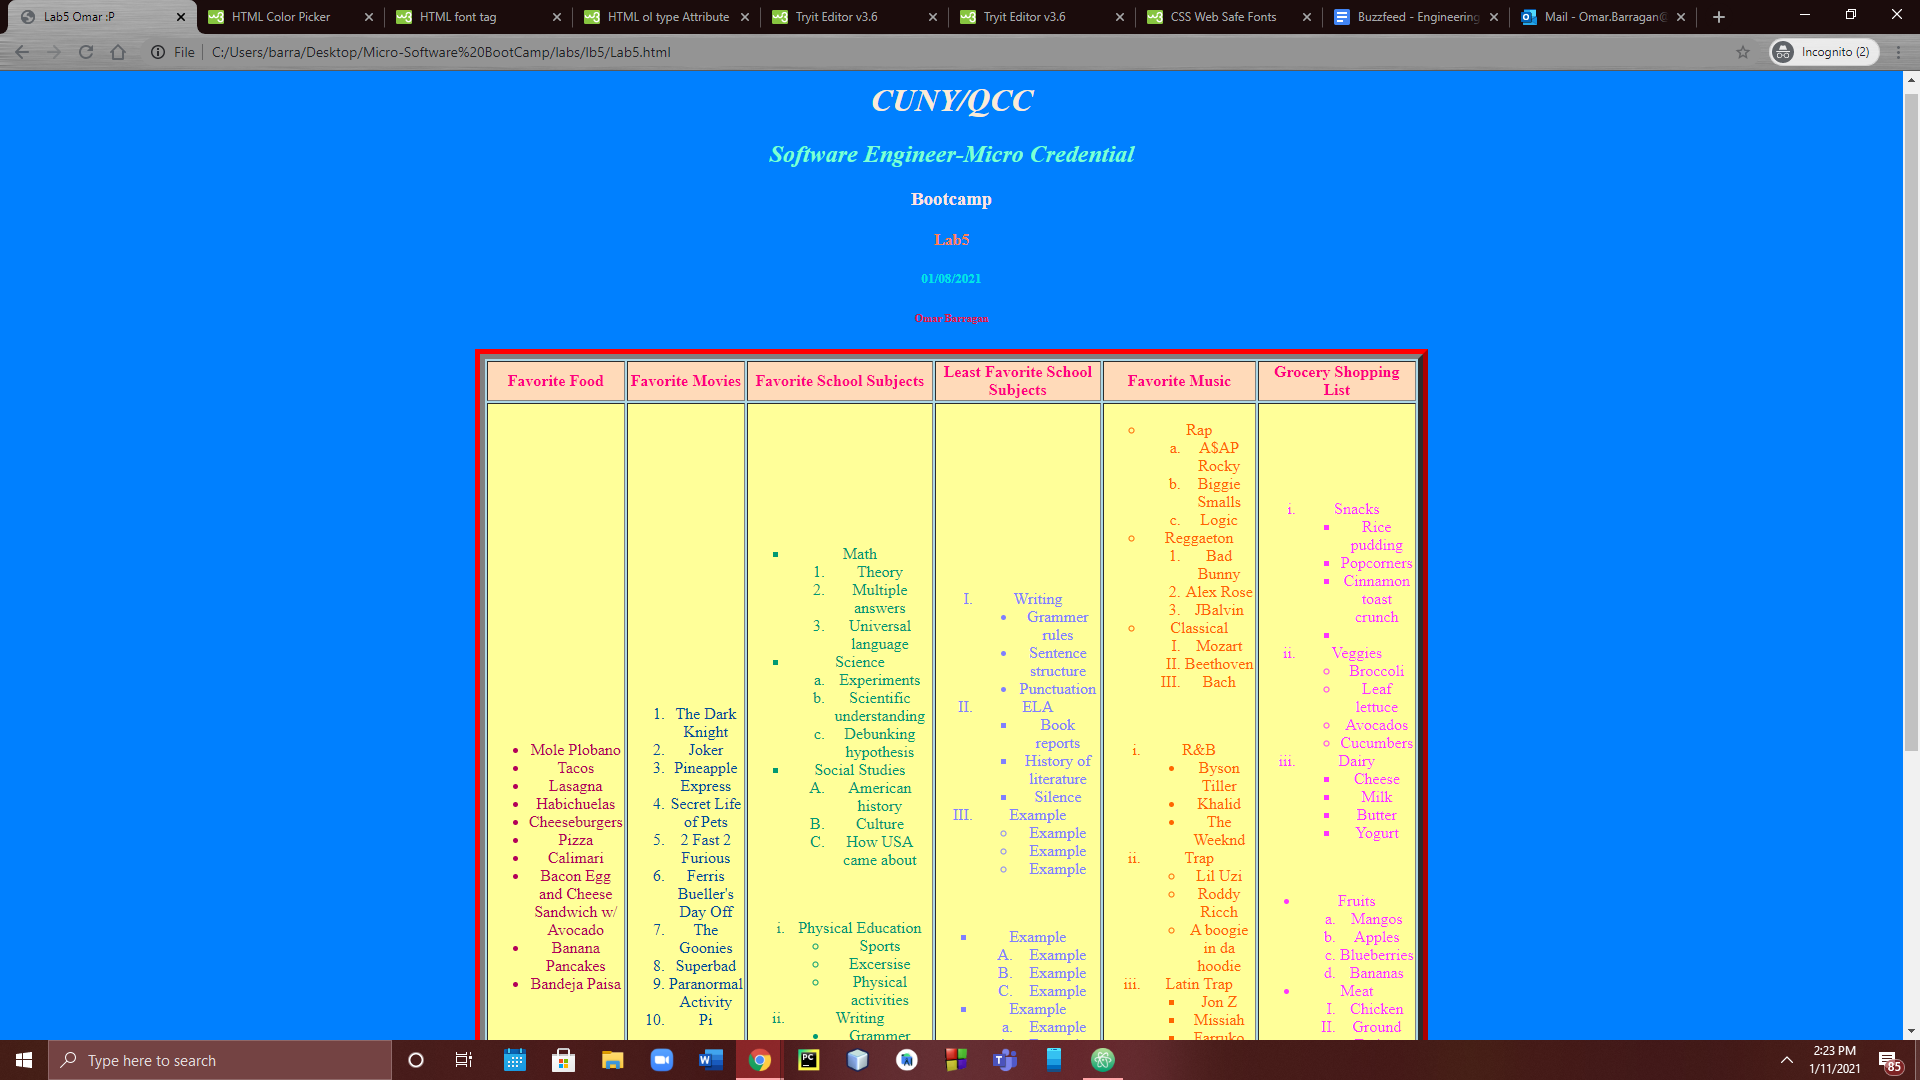 Lab5 Omar :P
HTML Color Picker
HTML font tag
HTML ol type Attribute
Tryit Editor v3.6
Tryit Editor v3.6
CSS Web Safe Fonts
Buzzfeed - Engineering
Mail - Omar.Barragan@
File
C:/Users/barra/Desktop/Micro-Software%20BootCamp/labs/lb5/Lab5.html
Incognito (2)
CUNY/QCC
Software Engineer-Micro Credential
Bootcamp
Lab5
01/08/2021
Omar Barragan
Favorite Food
Favorite Movies
Favorite School Subjects
Least Favorite School
Subjects
Favorite Music
Grocery Shopping
List
Mole Plobano
Tacos
Lasagna
Habichuelas
Cheeseburgers
Pizza
Calimari
Bacon Egg
and Cheese
Sandwich w/
Avocado
Banana
Pancakes
Bandeja Paisa
1. The Dark
Knight
2. Joker
3. Pineapple
Express
4. Secret Life
of Pets
5. 2 Fast 2
Furious
6. Ferris
Bueller's
Day Off
7. The
Goonies
8. Superbad
9. Paranormal
Activity
10. Pi
Math
1. Theory
2. Multiple
answers
3. Universal
language
Science
a. Experiments
b. Scientific
understanding
c. Debunking
hypothesis
Social Studies
A. American
history
B. Culture
C. How USA
came about
i. Physical Education
Sports
Excersise
Physical
activities
ii. Writing
Grammer
I. Writing
Grammer
rules
Sentence
structure
Punctuation
II. ELA
Book
reports
History of
literature
Silence
III. Example
Example
Example
Example
Example
A. Example
B. Example
C. Example
Example
a. Example
Rap
a. A$AP
Rocky
b. Biggie
Smalls
c. Logic
Reggaeton
1. Bad
Bunny
2. Alex Rose
3. JBalvin
Classical
I. Mozart
II. Beethoven
III. Bach
i. R&B
Byson
Tiller
Khalid
The
Weeknd
ii. Trap
Lil Uzi
Roddy
Ricch
A boogie
in da
hoodie
iii. Latin Trap
Jon Z
Missiah
Farruko
i. Snacks
Rice
pudding
Popcorners
Cinnamon
toast
crunch
ii. Veggies
Broccoli
Leaf
lettuce
Avocados
Cucumbers
iii. Dairy
Cheese
Milk
Butter
Yogurt
Fruits
a. Mangos
b. Apples
c. Blueberries
d. Bananas
Meat
I. Chicken
II. Ground
Type here to search
2:23 PM
1/11/2021
85